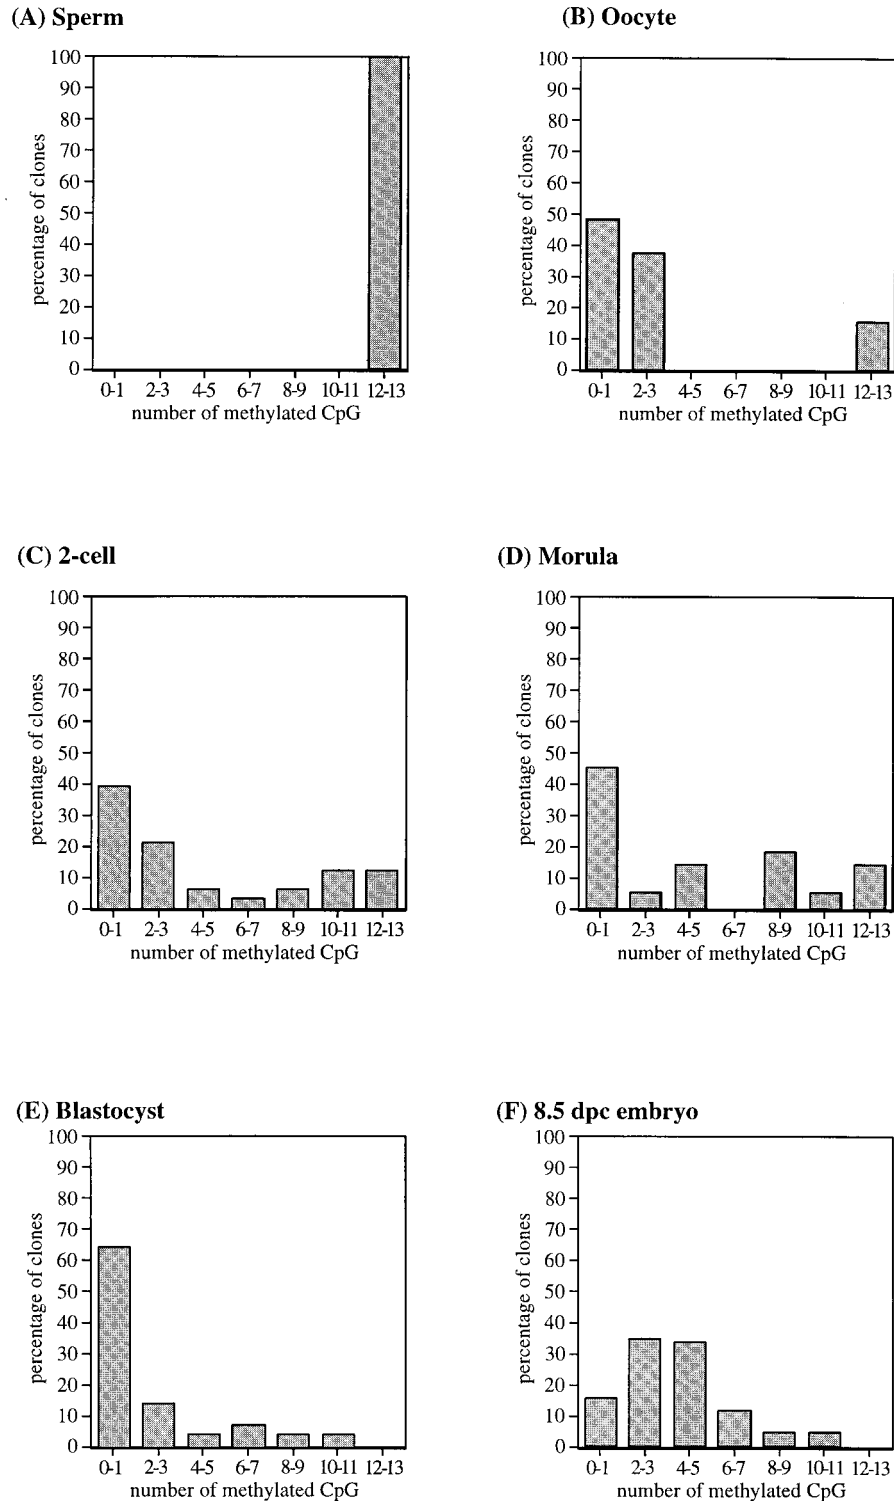 (A) Sperm
percentage of clones
100
90
80
70
60
50
40
30
20
10
0
0-1 2-3 4-5 6-7 8-9 10-11 12-13
number of methylated CpG
(B) Oocyte
percentage of clones
100
90
80
70
60
50
40
30
20
10
0
0-1 2-3 4-5 6-7 8-9 10-11 12-13
number of methylated CpG
(C) 2-cell
percentage of clones
100
90
80
70
60
50
40
30
20
10
0
0-1 2-3 4-5 6-7 8-9 10-11 12-13
number of methylated CpG
(D) Morula
percentage of clones
100
90
80
70
60
50
40
30
20
10
0
0-1 2-3 4-5 6-7 8-9 10-11 12-13
number of methylated CpG
(E) Blastocyst
percentage of clones
100
90
80
70
60
50
40
30
20
10
0
0-1 2-3 4-5 6-7 8-9 10-11 12-13
number of methylated CpG
(F) 8.5 dpc embryo
percentage of clones
100
90
80
70
60
50
40
30
20
10
0
0-1 2-3 4-5 6-7 8-9 10-11 12-13
number of methylated CpG